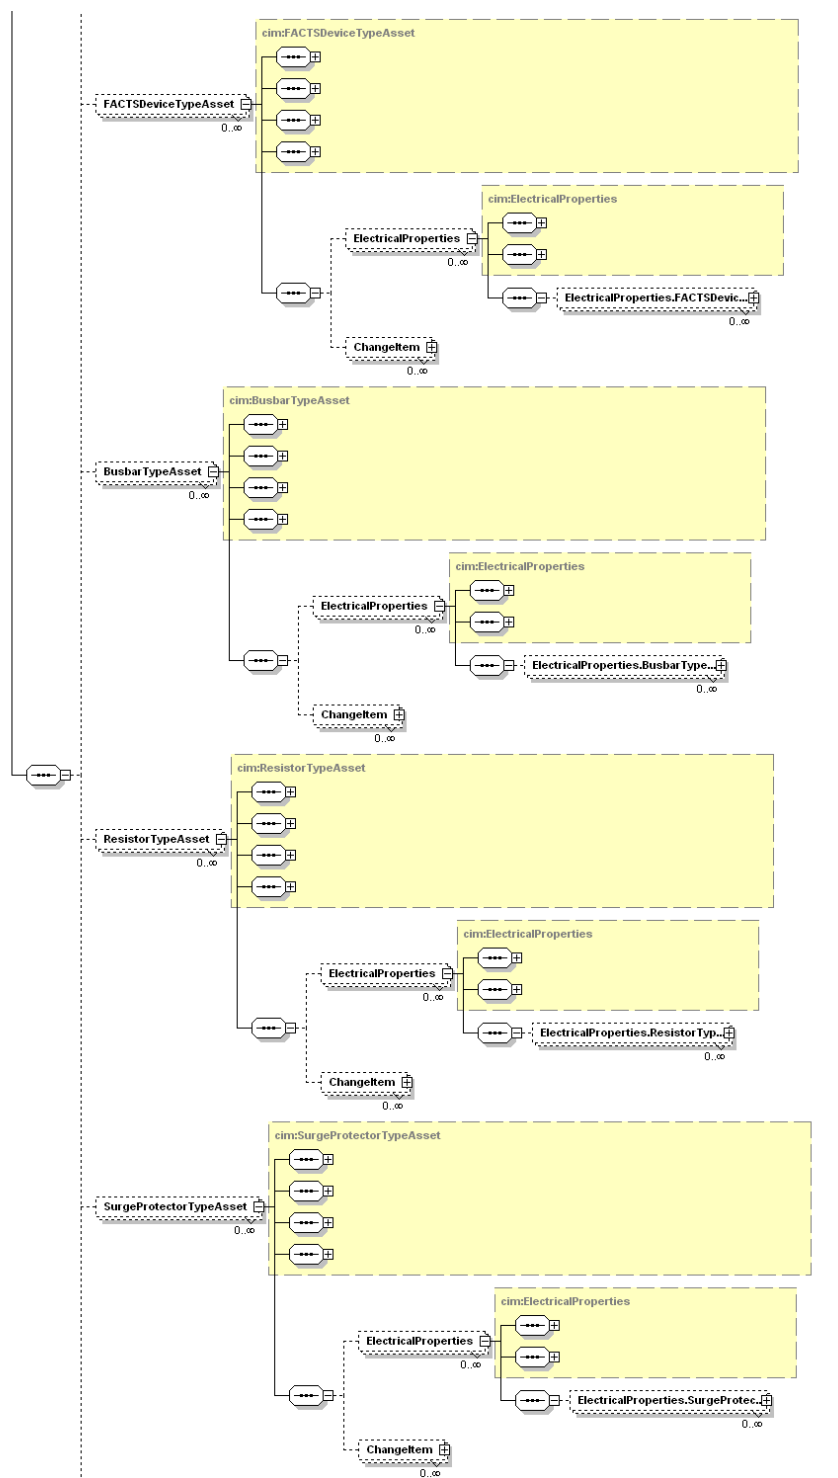 cim:FACTSDeviceTypeAsset
FACTSDeviceTypeAsset
0..∞
cim:ElectricalProperties
ElectricalProperties
0..∞
ElectricalProperties.FACTSDevic...
0..∞
ChangeItem
0..∞
cim:BusbarTypeAsset
BusbarTypeAsset
0..∞
cim:ElectricalProperties
ElectricalProperties
0..∞
ElectricalProperties.BusbarType...
0..∞
ChangeItem
0..∞
cim:ResistorTypeAsset
ResistorTypeAsset
0..∞
cim:ElectricalProperties
ElectricalProperties
0..∞
ElectricalProperties.ResistorTyp...
0..∞
ChangeItem
0..∞
cim:SurgeProtectorTypeAsset
SurgeProtectorTypeAsset
0..∞
cim:ElectricalProperties
ElectricalProperties
0..∞
ElectricalProperties.SurgeProtec...
0..∞
ChangeItem
0..∞